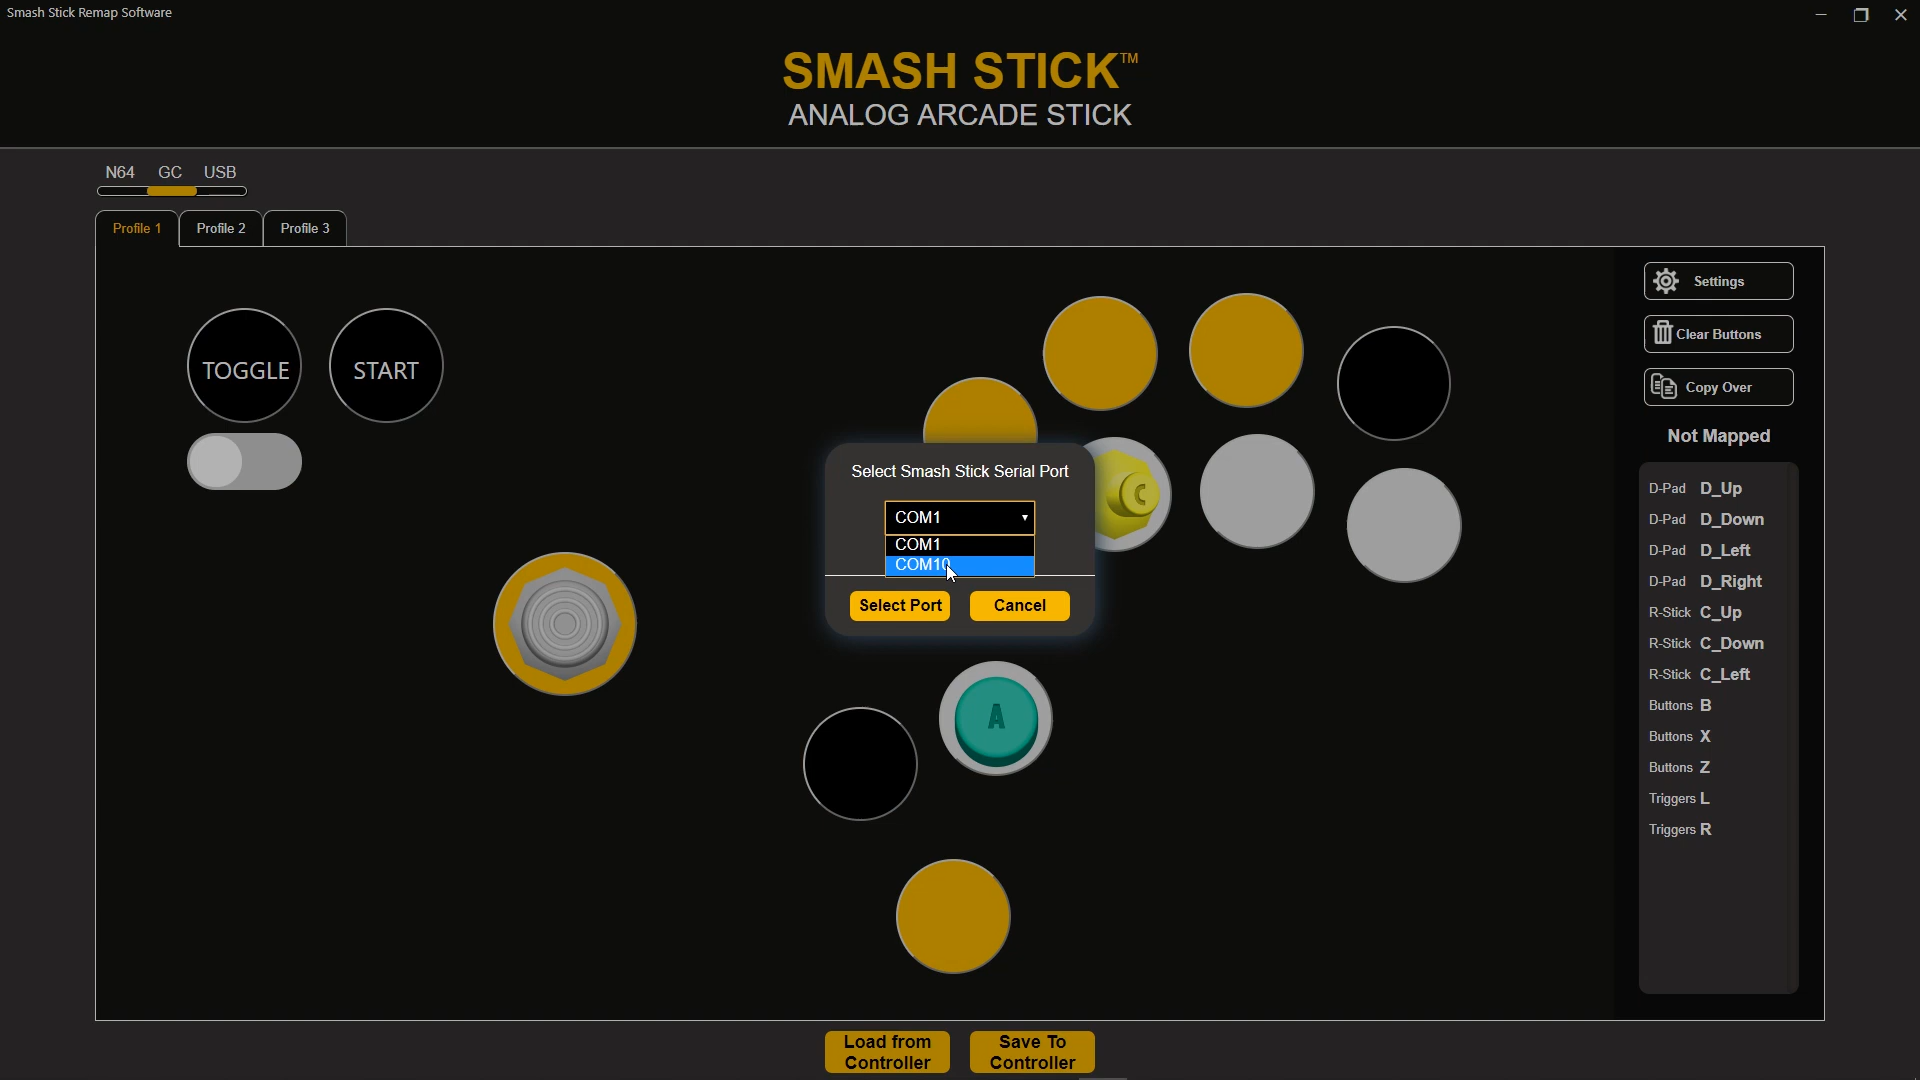 Smash Stick Remap Software
SMASH STICK™
ANALOG ARCADE STICK
N64 GC USB
Profile 1 Profile 2 Profile 3
Settings
Clear Buttons
Copy Over
TOGGLE START
Not Mapped
Select Smash Stick Serial Port
COM1
COM1
COM10
Select Port Cancel
C
A
D-Pad D_Up
D-Pad D_Down
D-Pad D_Left
D-Pad D_Right
R-Stick C_Up
R-Stick C_Down
R-Stick C_Left
Buttons B
Buttons X
Buttons Z
Triggers L
Triggers R
Load from
Controller
Save To
Controller